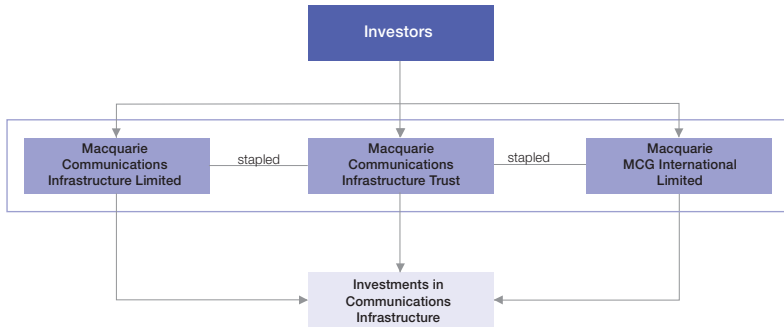 Investors
Macquarie
Communications
Infrastructure Limited
stapled
Macquarie
Communications
Infrastructure Trust
stapled
Macquarie
MCG International
Limited
Investments in
Communications
Infrastructure